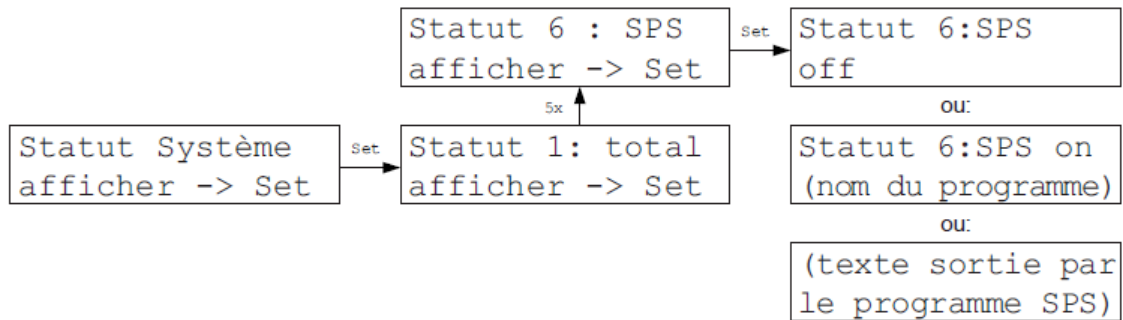 Statut 6 : SPS
afficher -> Set
Set
Statut 6:SPS
off
5x
ou:
Statut Système
afficher -> Set
Set
Statut 1: total
afficher -> Set
Statut 6:SPS on
(nom du programme)
ou:
(texte sortie par
le programme SPS)